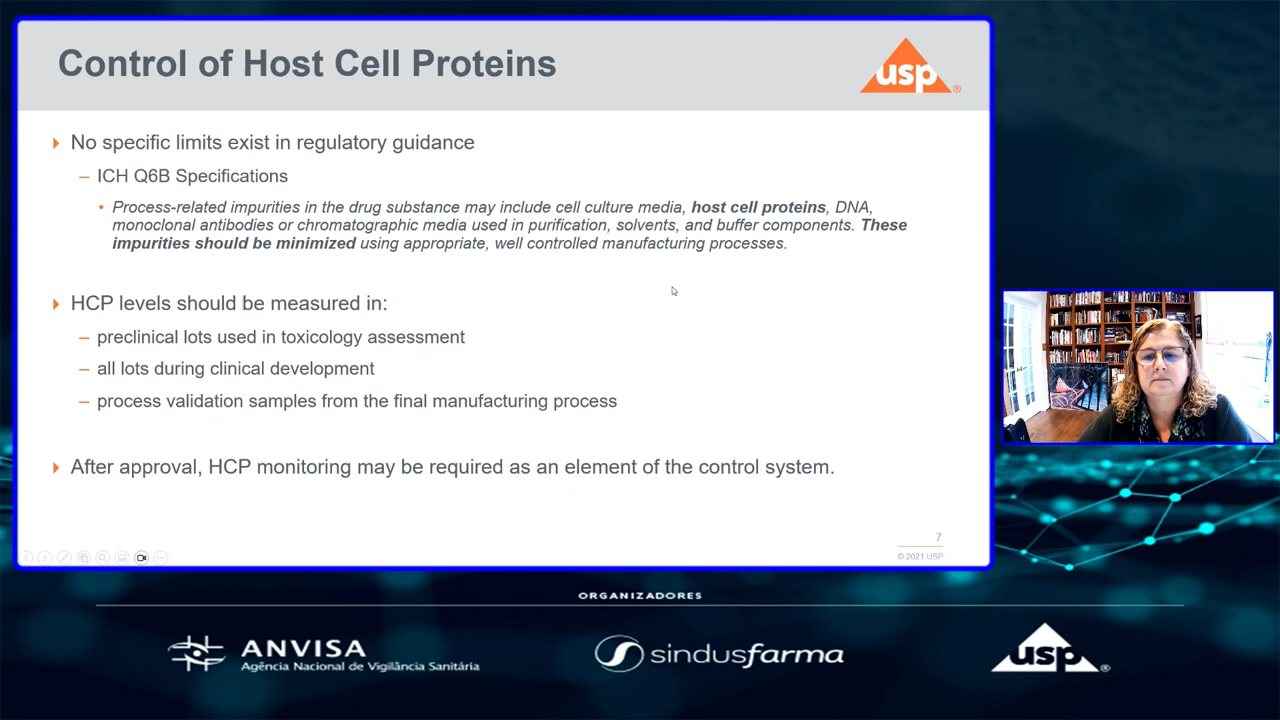 Control of Host Cell Proteins
usp®
No specific limits exist in regulatory guidance
– ICH Q6B Specifications
• Process-related impurities in the drug substance may include cell culture media, host cell proteins, DNA,
monoclonal antibodies or chromatographic media used in purification, solvents, and buffer components. These
impurities should be minimized using appropriate, well controlled manufacturing processes.
HCP levels should be measured in:
– preclinical lots used in toxicology assessment
– all lots during clinical development
– process validation samples from the final manufacturing process
After approval, HCP monitoring may be required as an element of the control system.
7
© 2021 USP
ORGANIZADORES
ANVISA
Agência Nacional de Vigilância Sanitária
sindusfarma
usp®